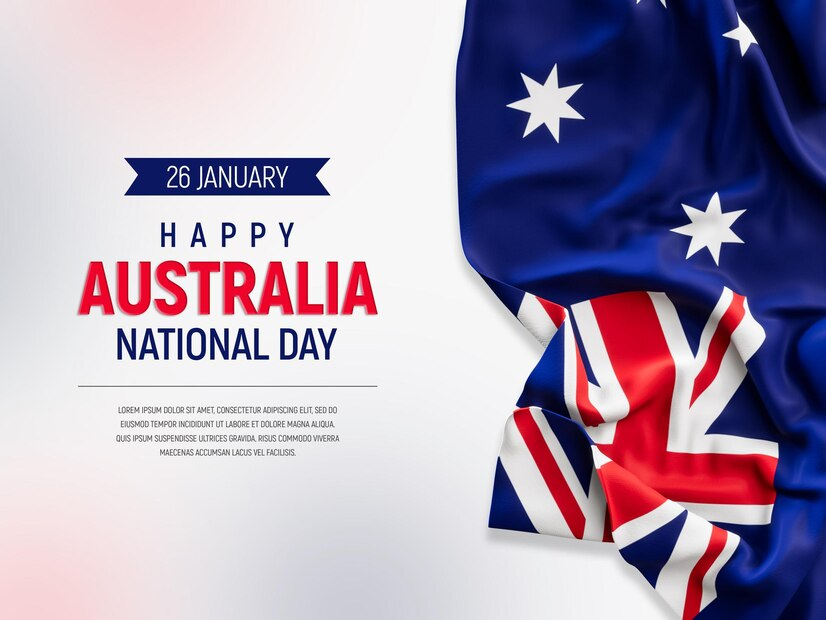 26 JANUARY
HAPPY
AUSTRALIA
NATIONAL DAY
LOREM IPSUM DOLOR SIT AMET, CONSECTETUR ADIPISCING ELIT, SED DO
EIUSMOD TEMPOR INCIDIDUNT UT LABORE ET DOLORE MAGNA ALIQUA.
QUIS IPSUM SUSPENDISSE ULTRICES GRAVIDA. RISUS COMMODO VIVERRA
MAECENAS ACCUMSAN LACUS VEL FACILISIS.